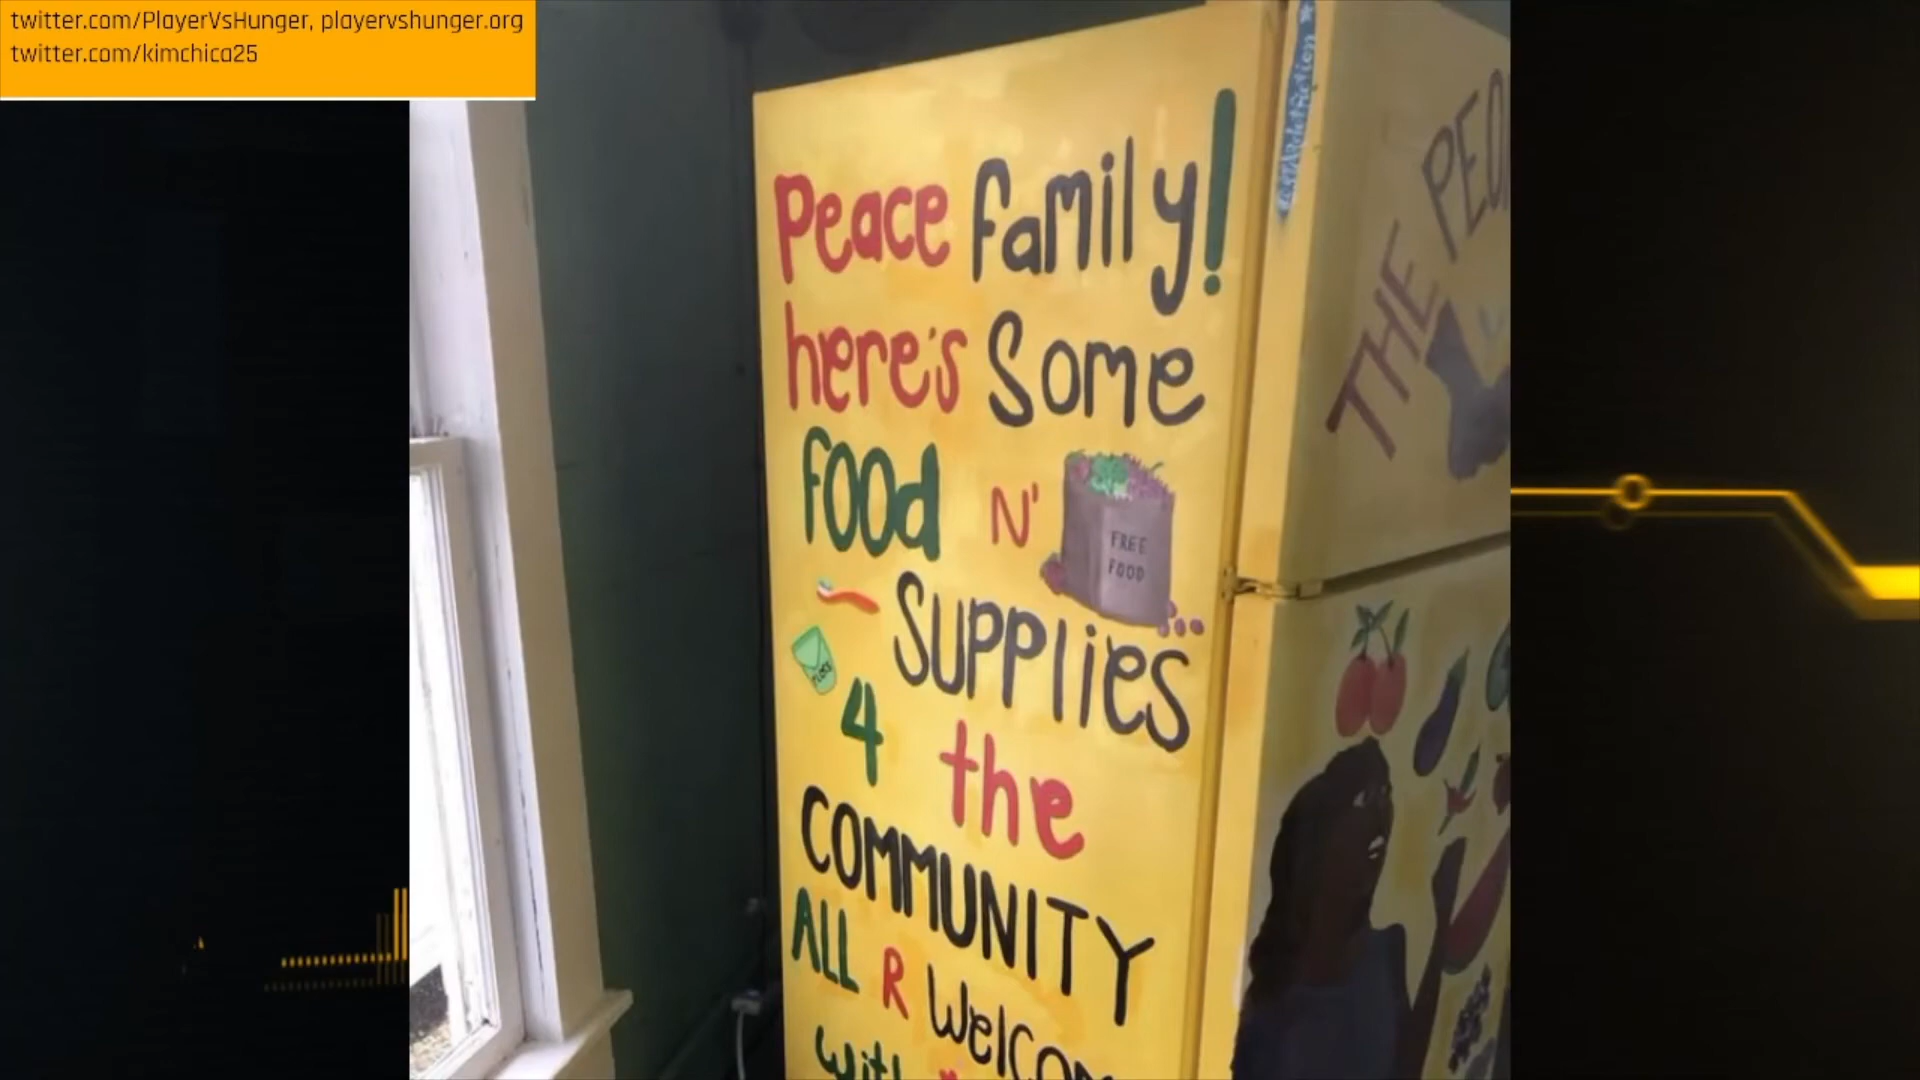 twitter.com/PlayerVsHunger, playervshunger.org
twitter.com/kimchica25
Peace family!
here's Some
food N'
FREE
FOOD
SUPPlies
4 the
COMMUNITY
ALL R Welcom
with
THE PEO